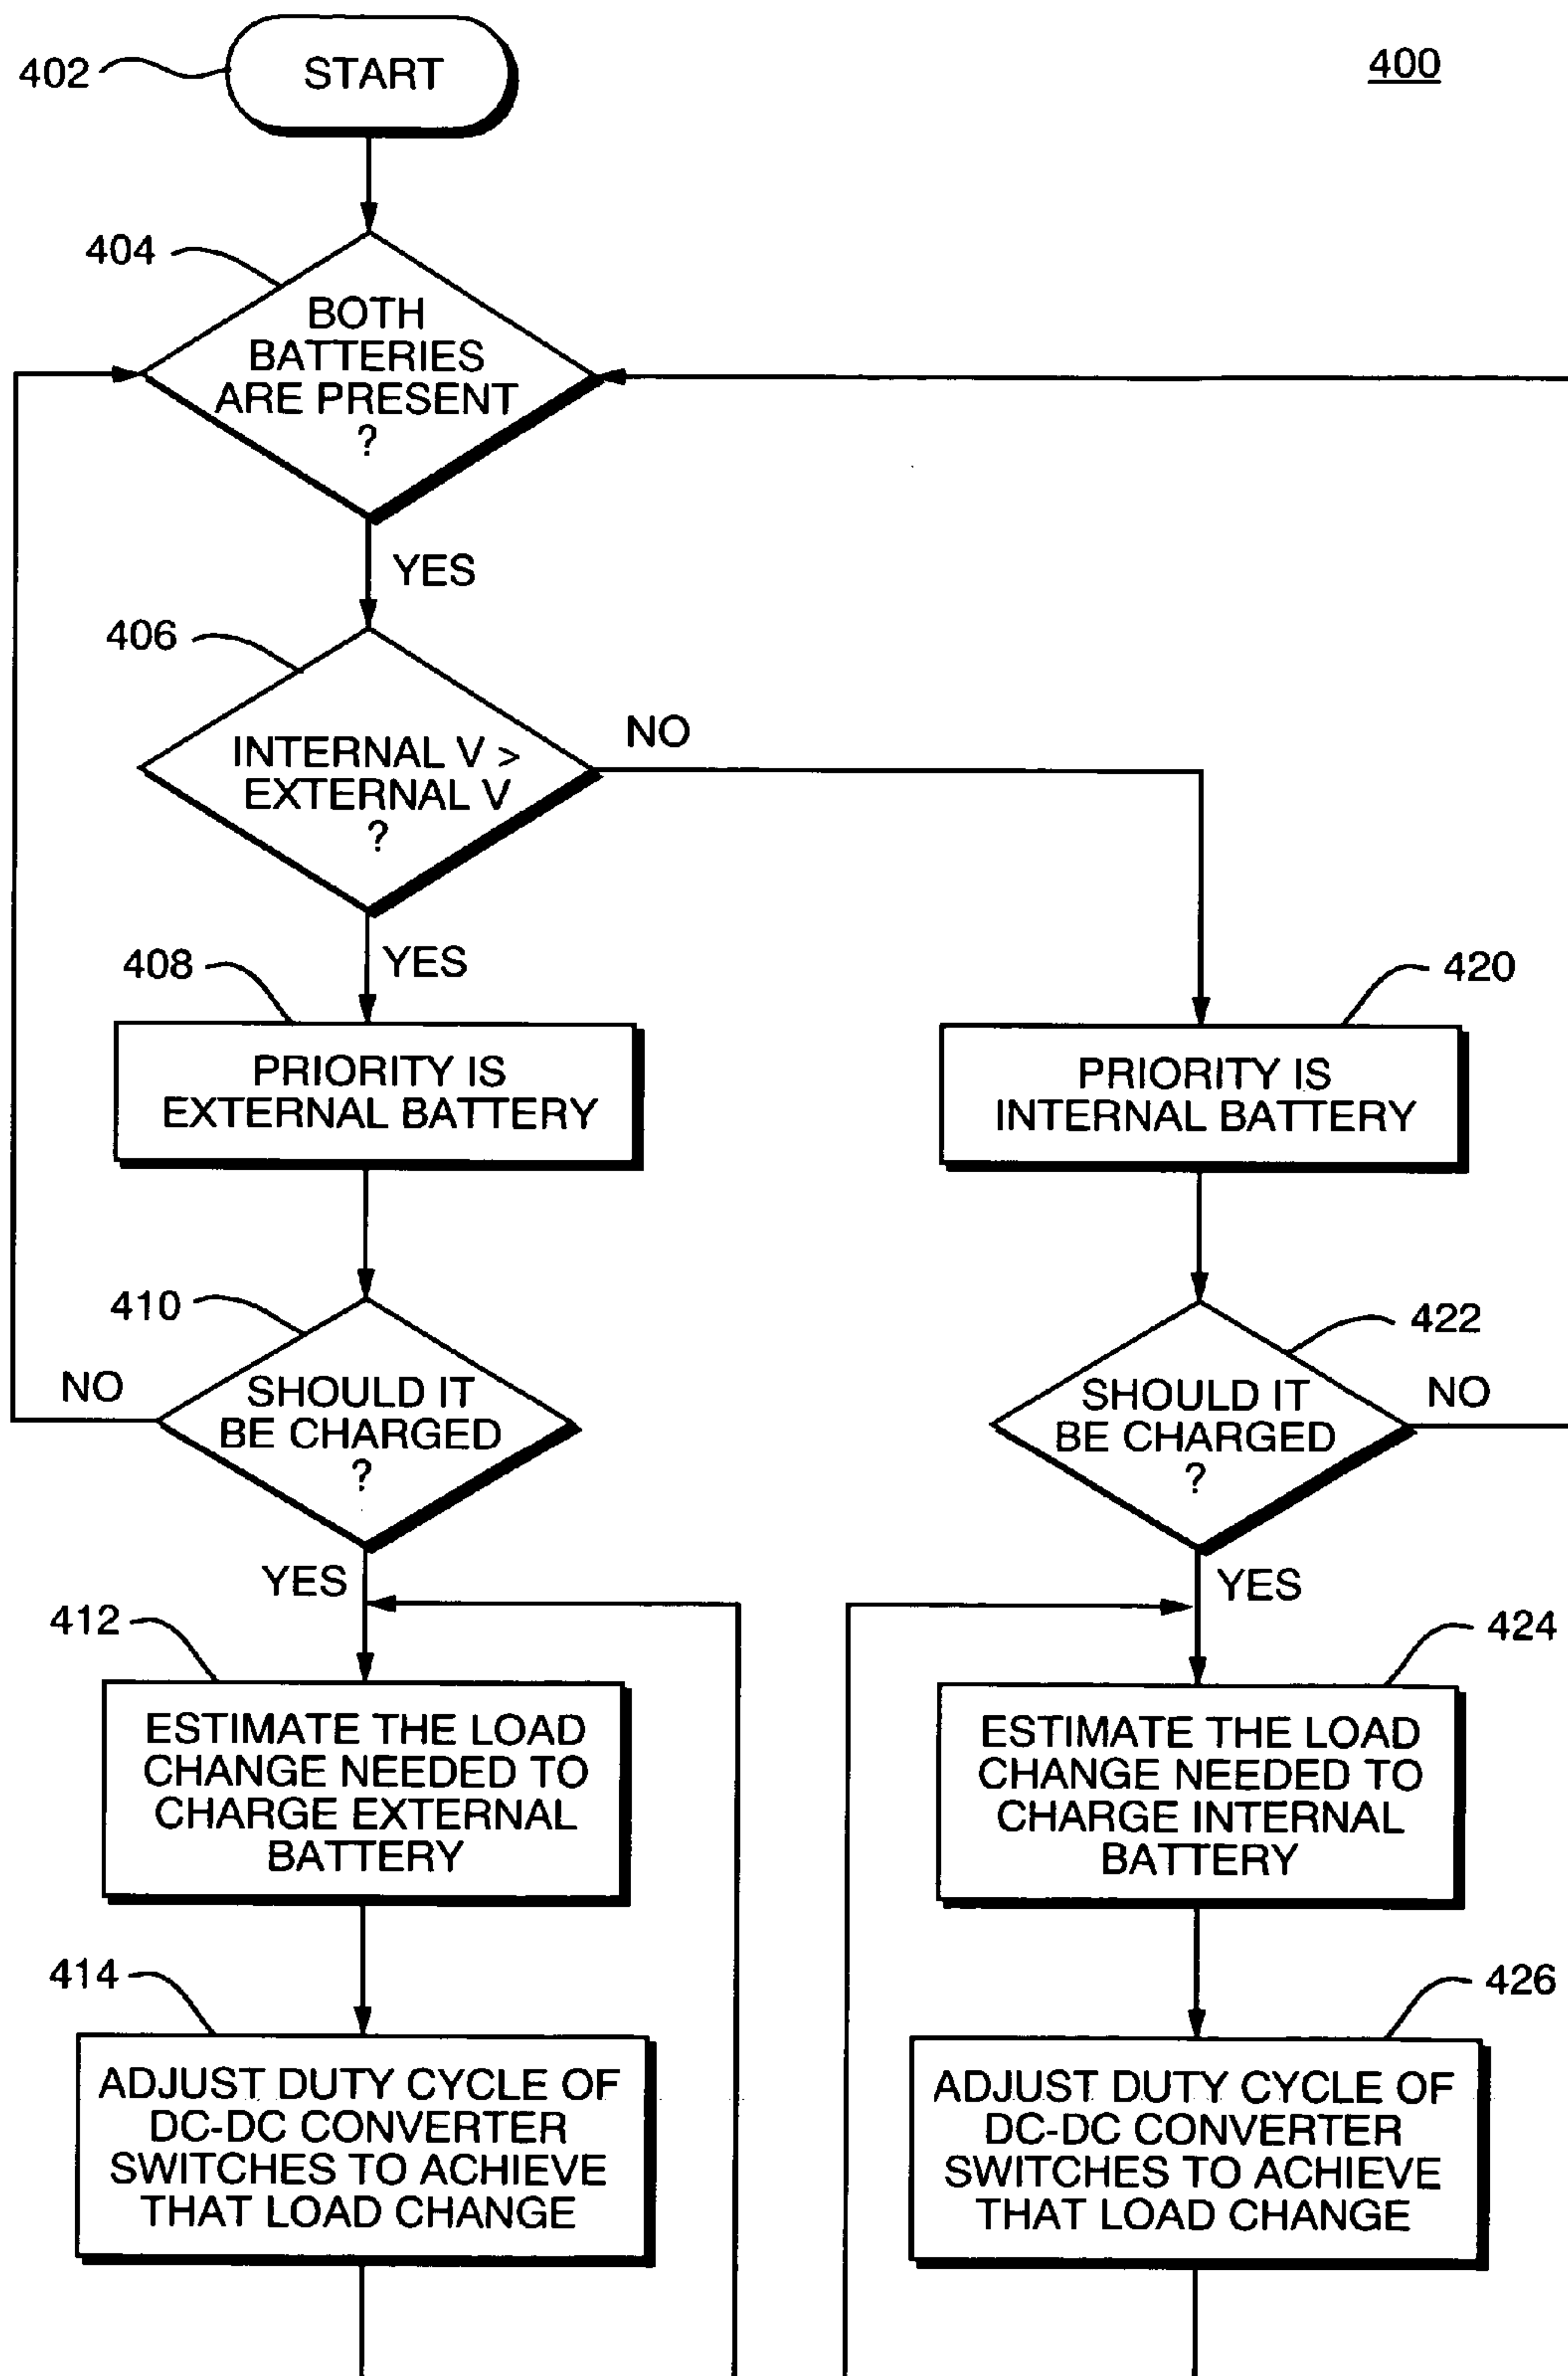 402
START
400
404
BOTH
BATTERIES
ARE PRESENT
?
YES
406
INTERNAL V >
EXTERNAL V
?
NO
YES
408
PRIORITY IS
EXTERNAL BATTERY
420
PRIORITY IS
INTERNAL BATTERY
410
SHOULD IT
BE CHARGED
?
NO
YES
422
SHOULD IT
BE CHARGED
?
NO
YES
412
ESTIMATE THE LOAD
CHANGE NEEDED TO
CHARGE EXTERNAL
BATTERY
424
ESTIMATE THE LOAD
CHANGE NEEDED TO
CHARGE INTERNAL
BATTERY
414
ADJUST DUTY CYCLE OF
DC-DC CONVERTER
SWITCHES TO ACHIEVE
THAT LOAD CHANGE
426
ADJUST DUTY CYCLE OF
DC-DC CONVERTER
SWITCHES TO ACHIEVE
THAT LOAD CHANGE